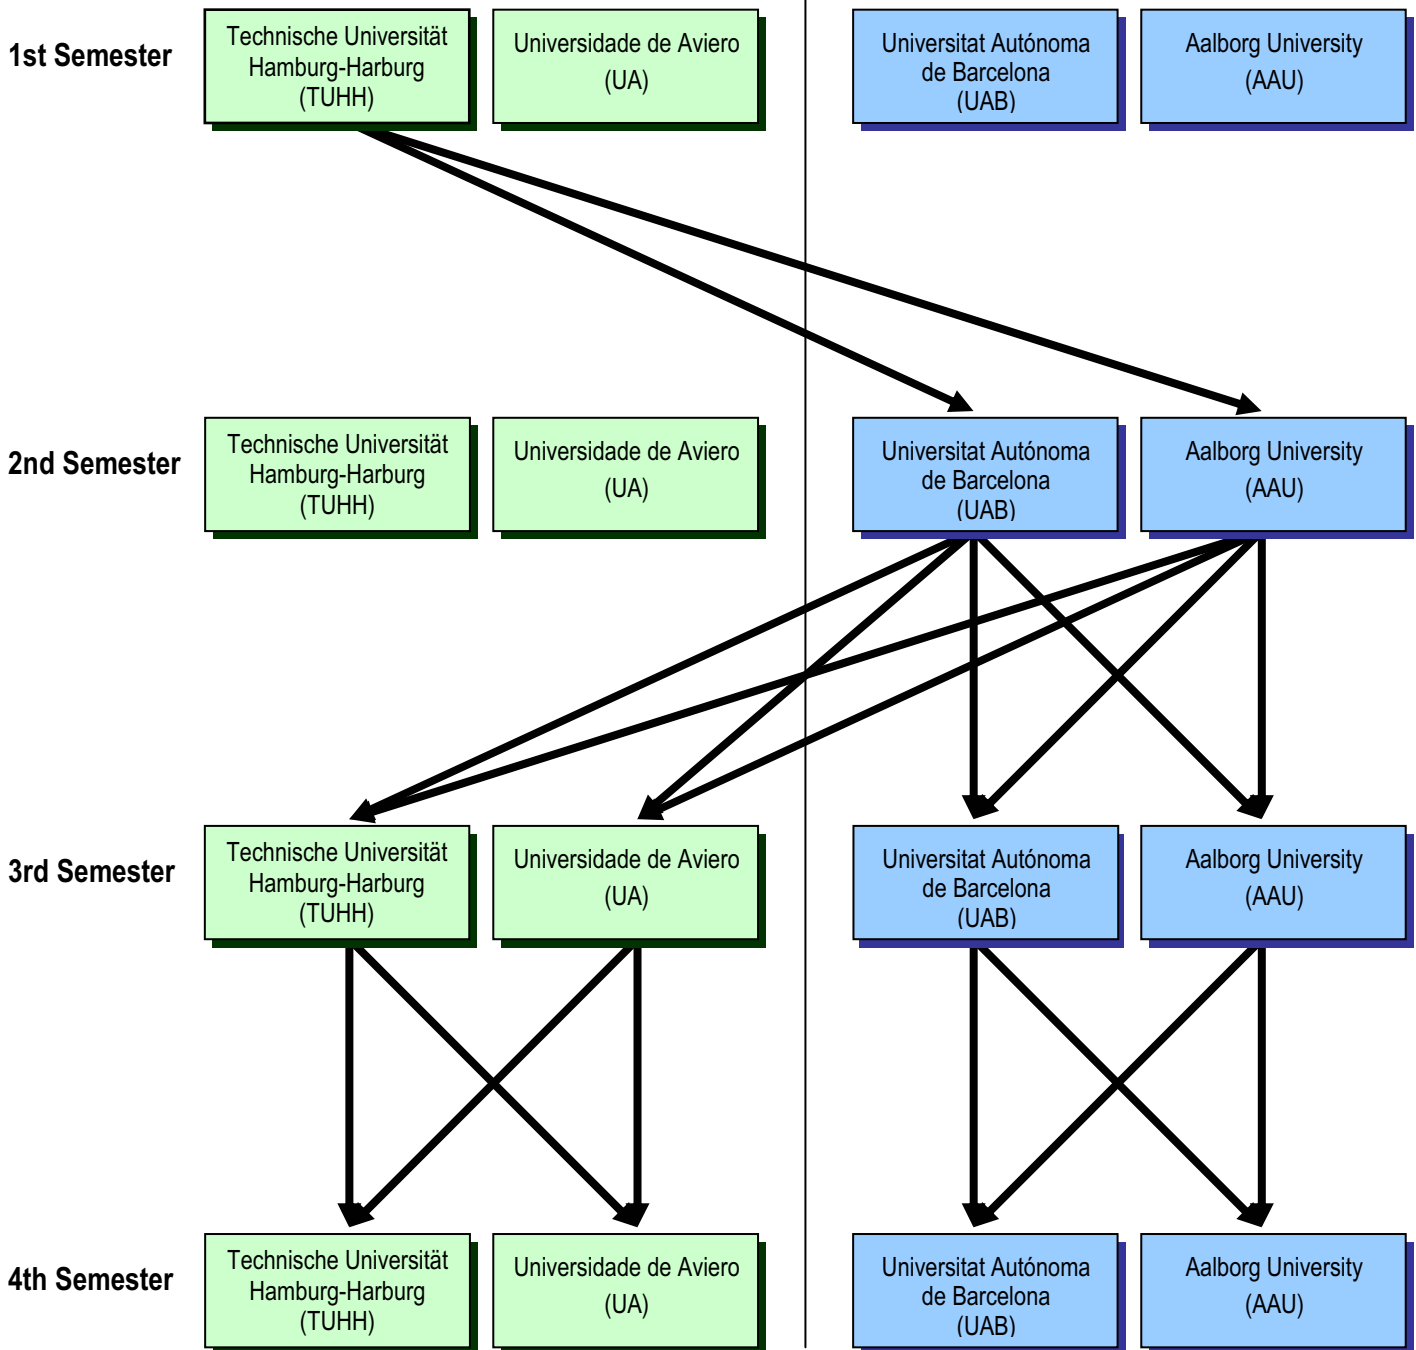 1st Semester
Technische Universität
Hamburg-Harburg
(TUHH)
Universidade de Aviero
(UA)
Universitat Autónoma
de Barcelona
(UAB)
Aalborg University
(AAU)
2nd Semester
Technische Universität
Hamburg-Harburg
(TUHH)
Universidade de Aviero
(UA)
Universitat Autónoma
de Barcelona
(UAB)
Aalborg University
(AAU)
3rd Semester
Technische Universität
Hamburg-Harburg
(TUHH)
Universidade de Aviero
(UA)
Universitat Autónoma
de Barcelona
(UAB)
Aalborg University
(AAU)
4th Semester
Technische Universität
Hamburg-Harburg
(TUHH)
Universidade de Aviero
(UA)
Universitat Autónoma
de Barcelona
(UAB)
Aalborg University
(AAU)